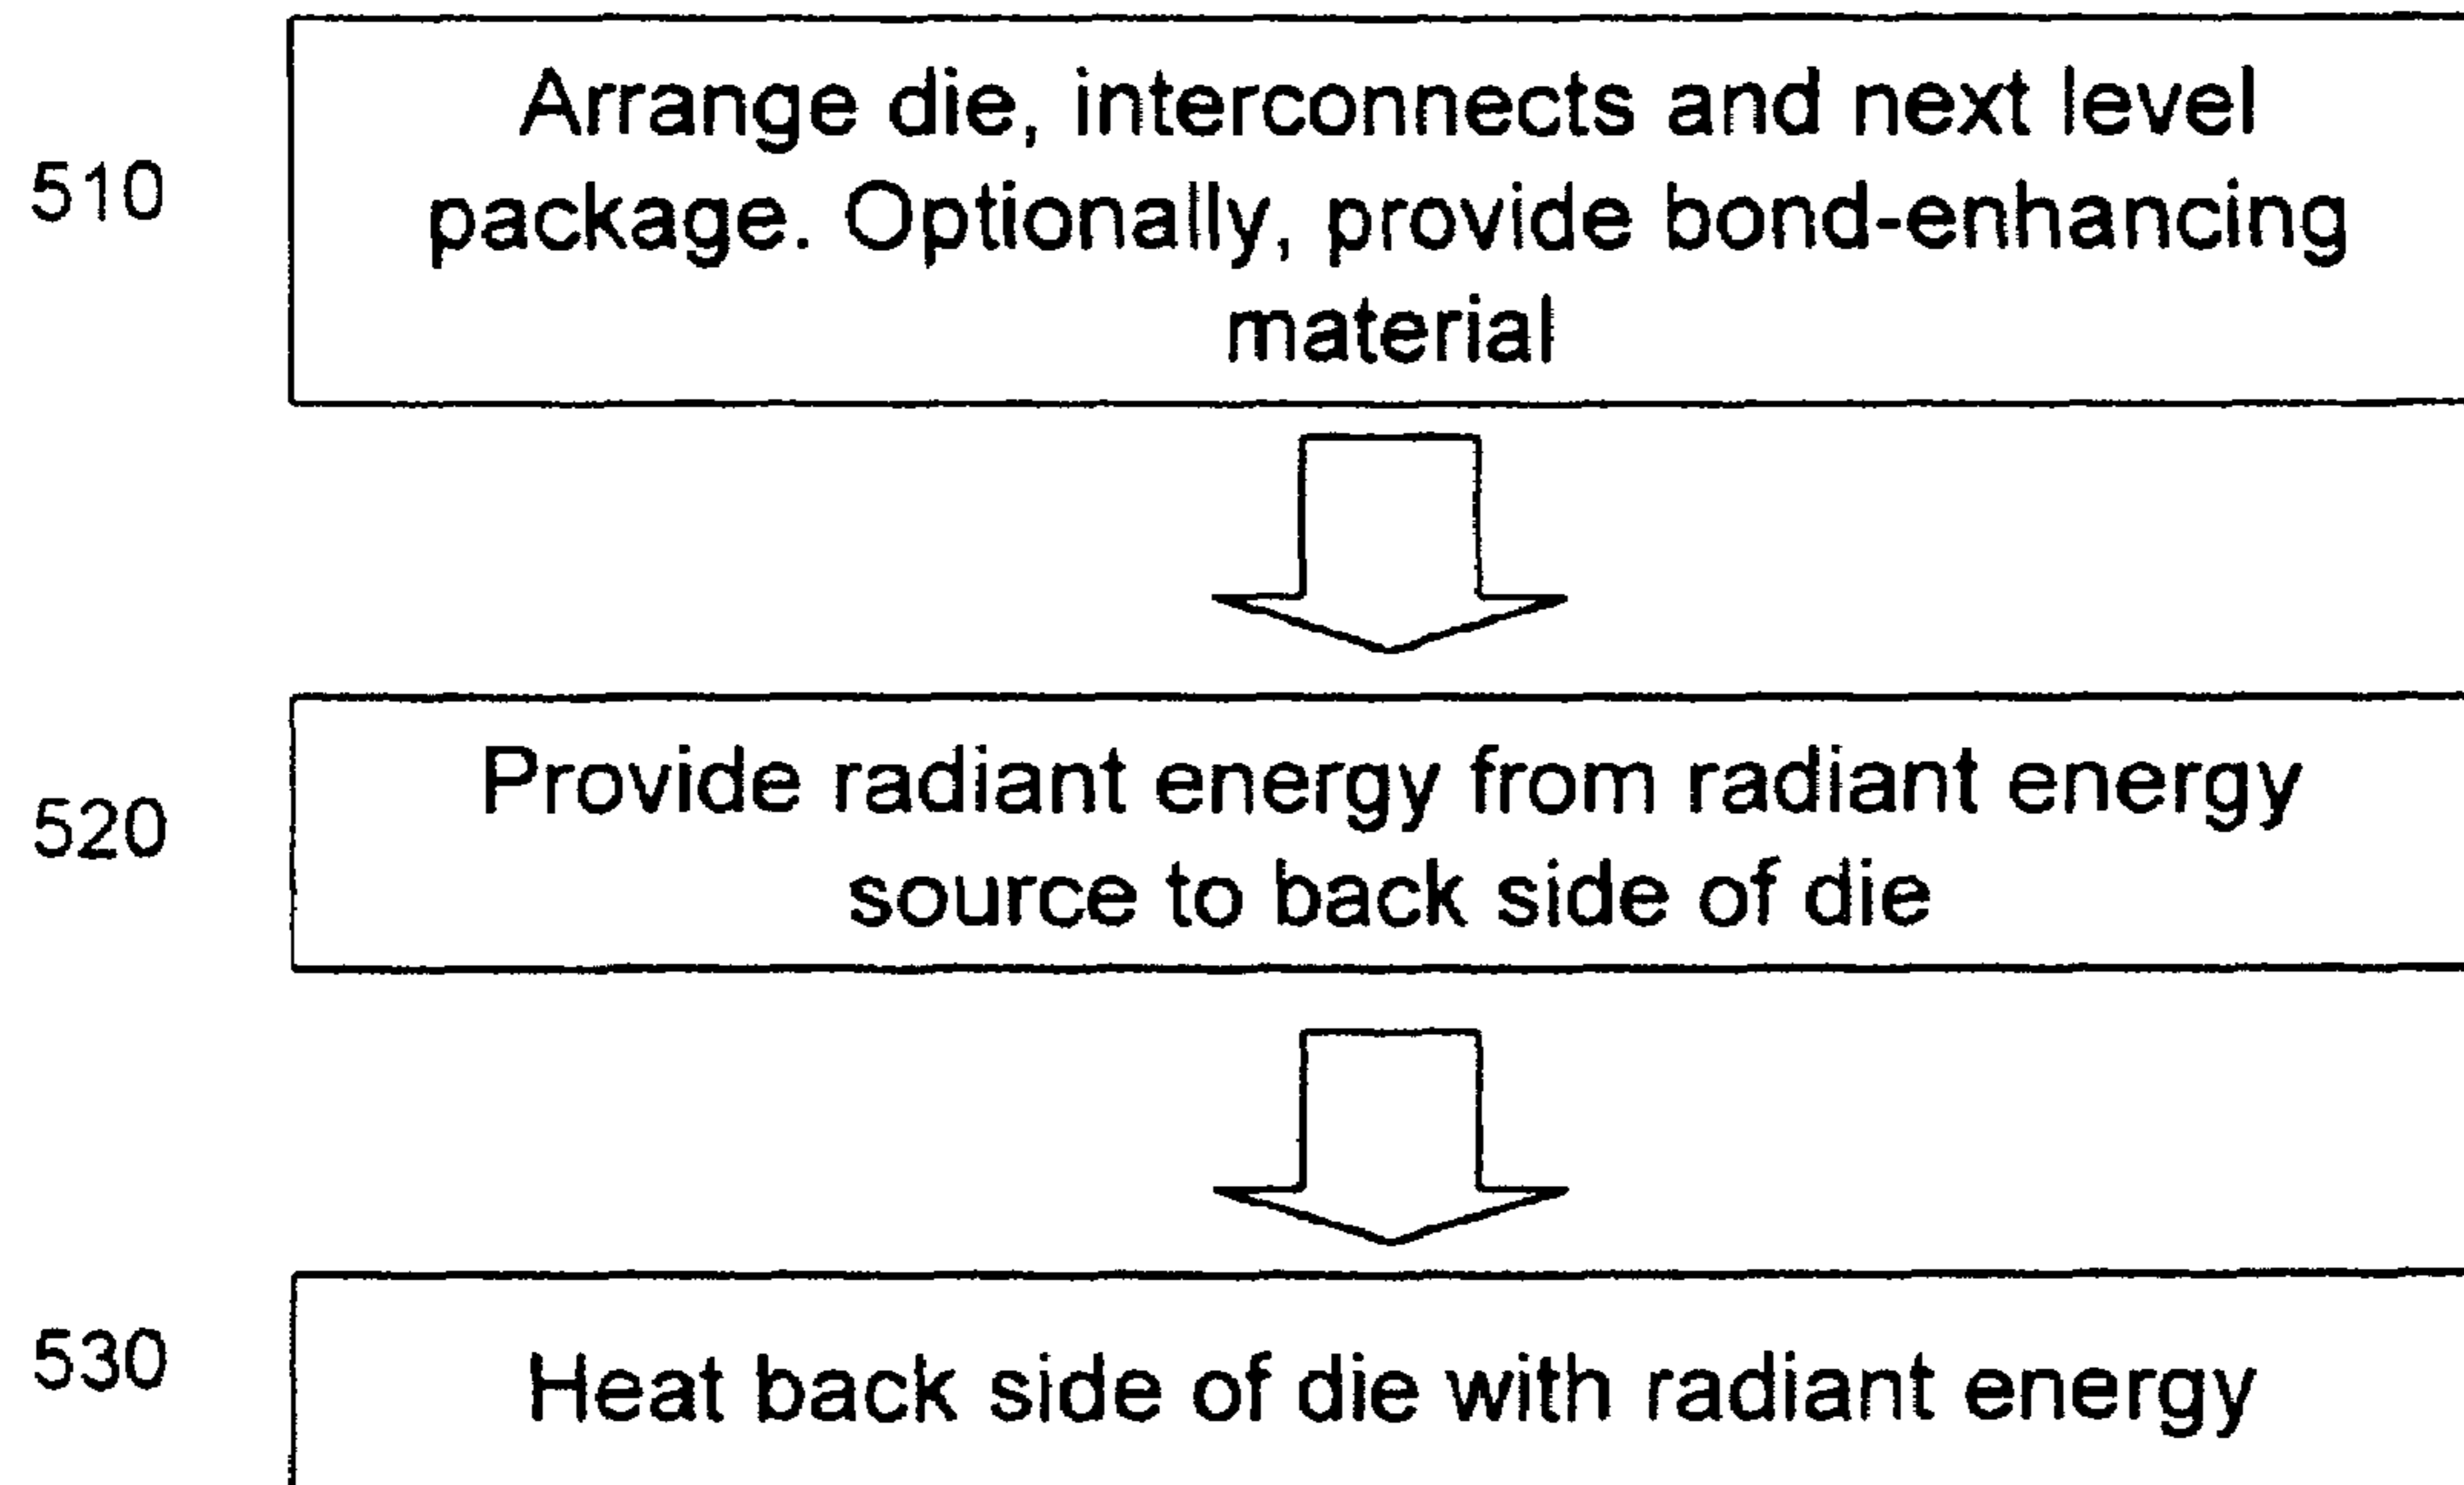 510
Arrange die, interconnects and next level
package. Optionally, provide bond-enhancing
material
520
Provide radiant energy from radiant energy
source to back side of die
530
Heat back side of die with radiant energy